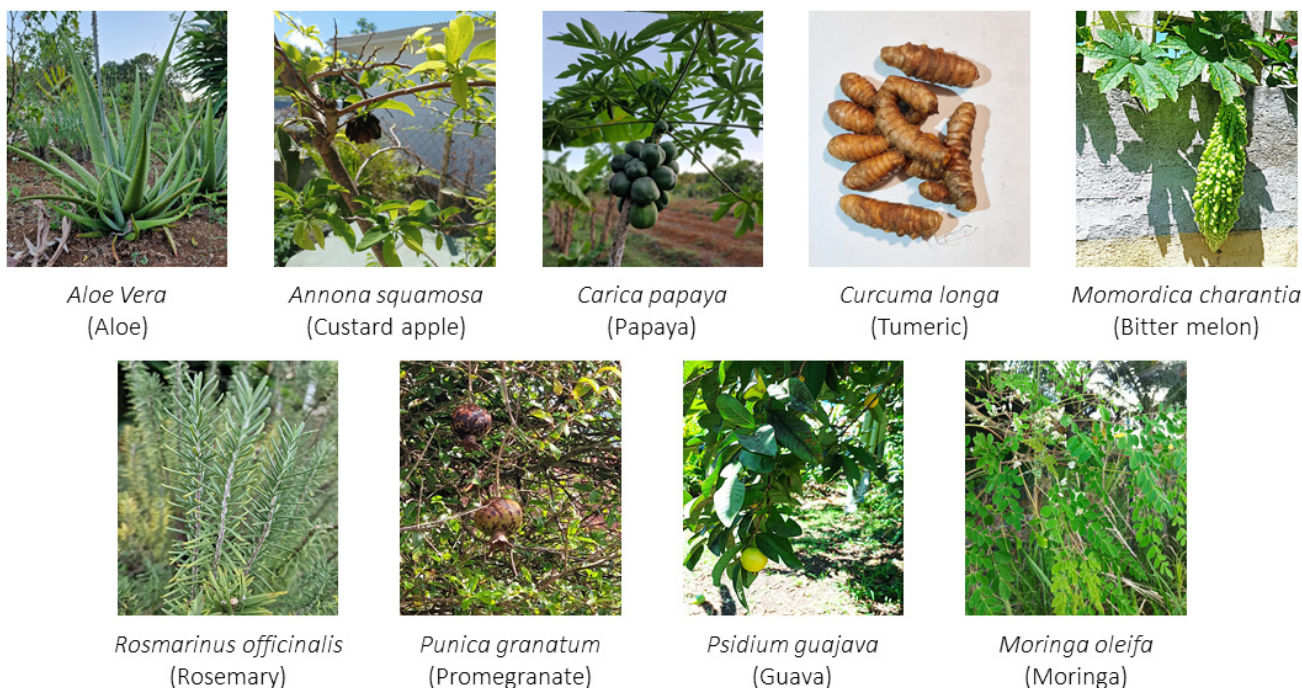 Aloe Vera
(Aloe)
Annona squamosa
(Custard apple)
Carica papaya
(Papaya)
Curcuma longa
(Tumeric)
Momordica charantia
(Bitter melon)
Rosmarinus officinalis
(Rosemary)
Punica granatum
(Promegranate)
Psidium guajava
(Guava)
Moringa oleifa
(Moringa)